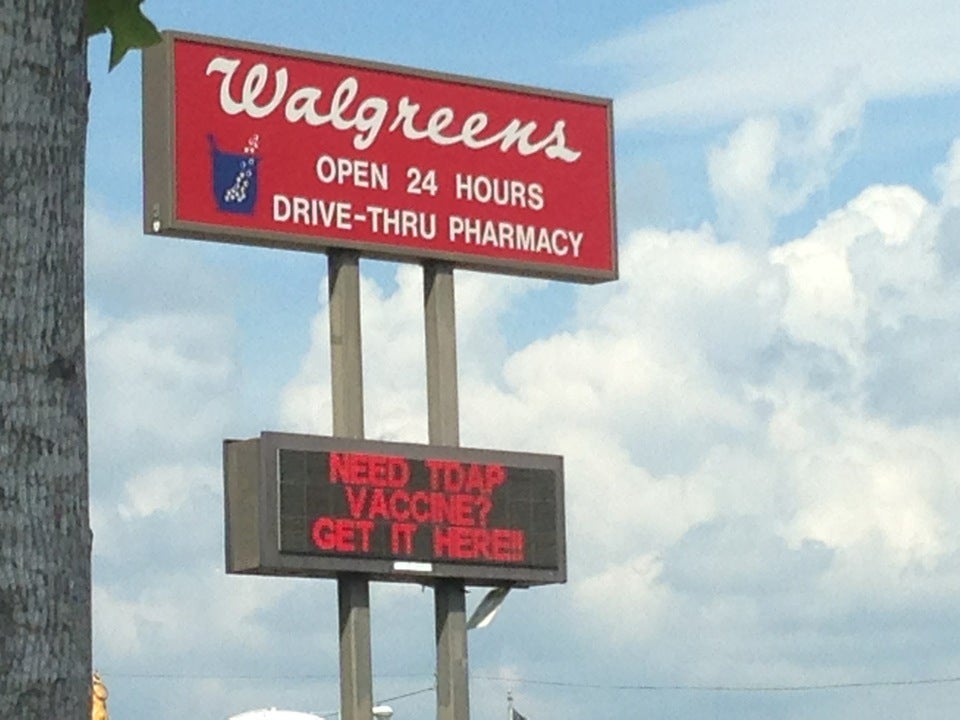 Walgreens
OPEN 24 HOURS
DRIVE-THRU PHARMACY
NEED TDAP
VACCINE?
GET IT HERE!!